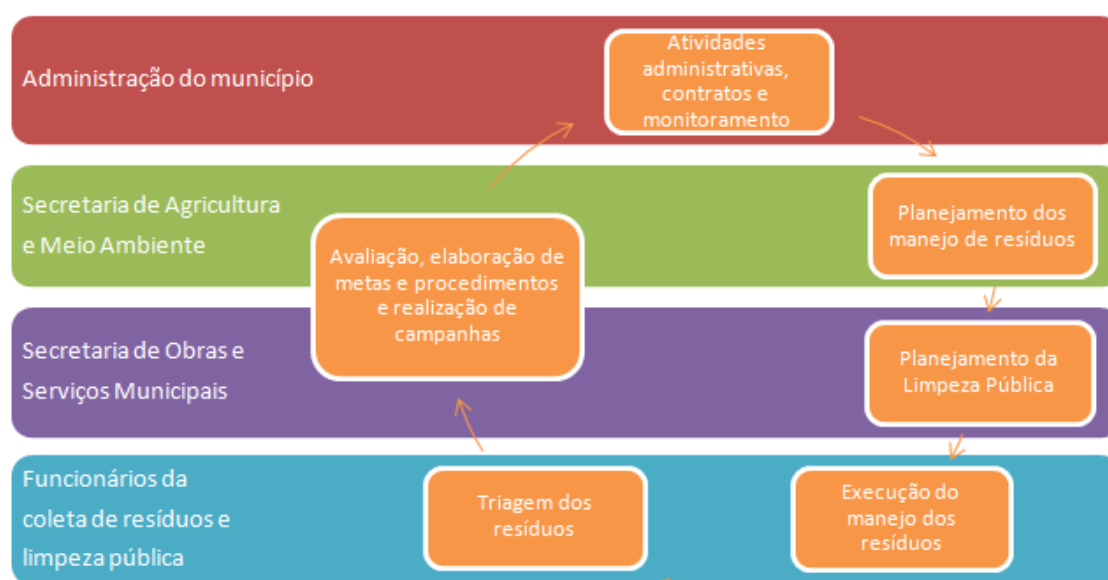 Administração do município
Atividades
administrativas,
contratos e
monitoramento
Secretaria de Agricultura
e Meio Ambiente
Planejamento dos
manejo de resíduos
Avaliação, elaboração de
metas e procedimentos
e realização de
campanhas
Secretaria de Obras e
Serviços Municipais
Planejamento da
Limpeza Pública
Funcionários da
coleta de resíduos e
limpeza pública
Triagem dos
resíduos
Execução do
manejo dos
resíduos